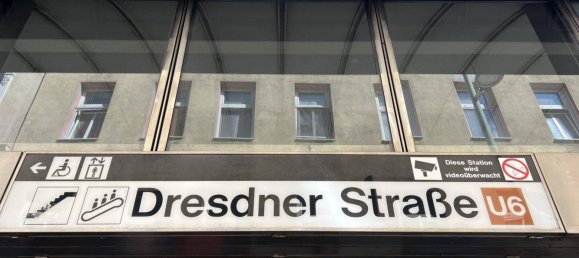 Diese Station
wird
videoüberwacht
Dresdner Straße U6